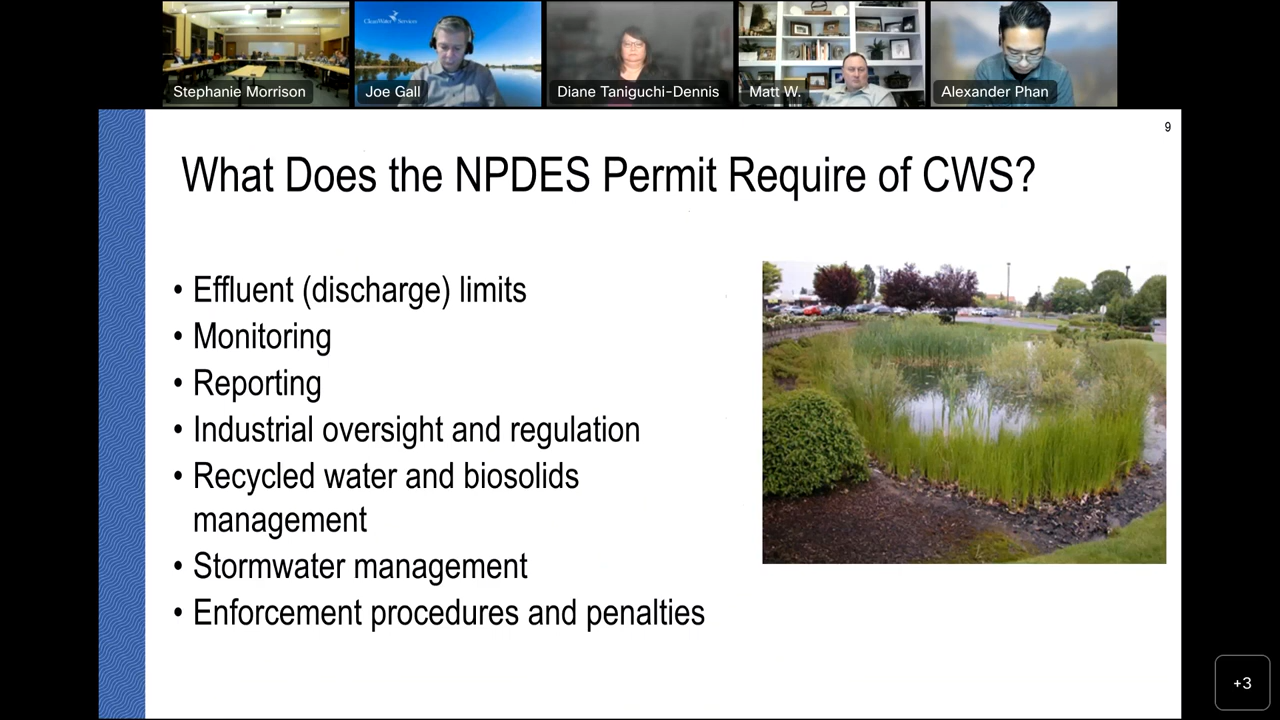 CleanWater Services
Stephanie Morrison
Joe Gall
Diane Taniguchi-Dennis
Matt W.
Alexander Phan
9
What Does the NPDES Permit Require of CWS?
• Effluent (discharge) limits
• Monitoring
• Reporting
• Industrial oversight and regulation
• Recycled water and biosolids
management
• Stormwater management
• Enforcement procedures and penalties
+3